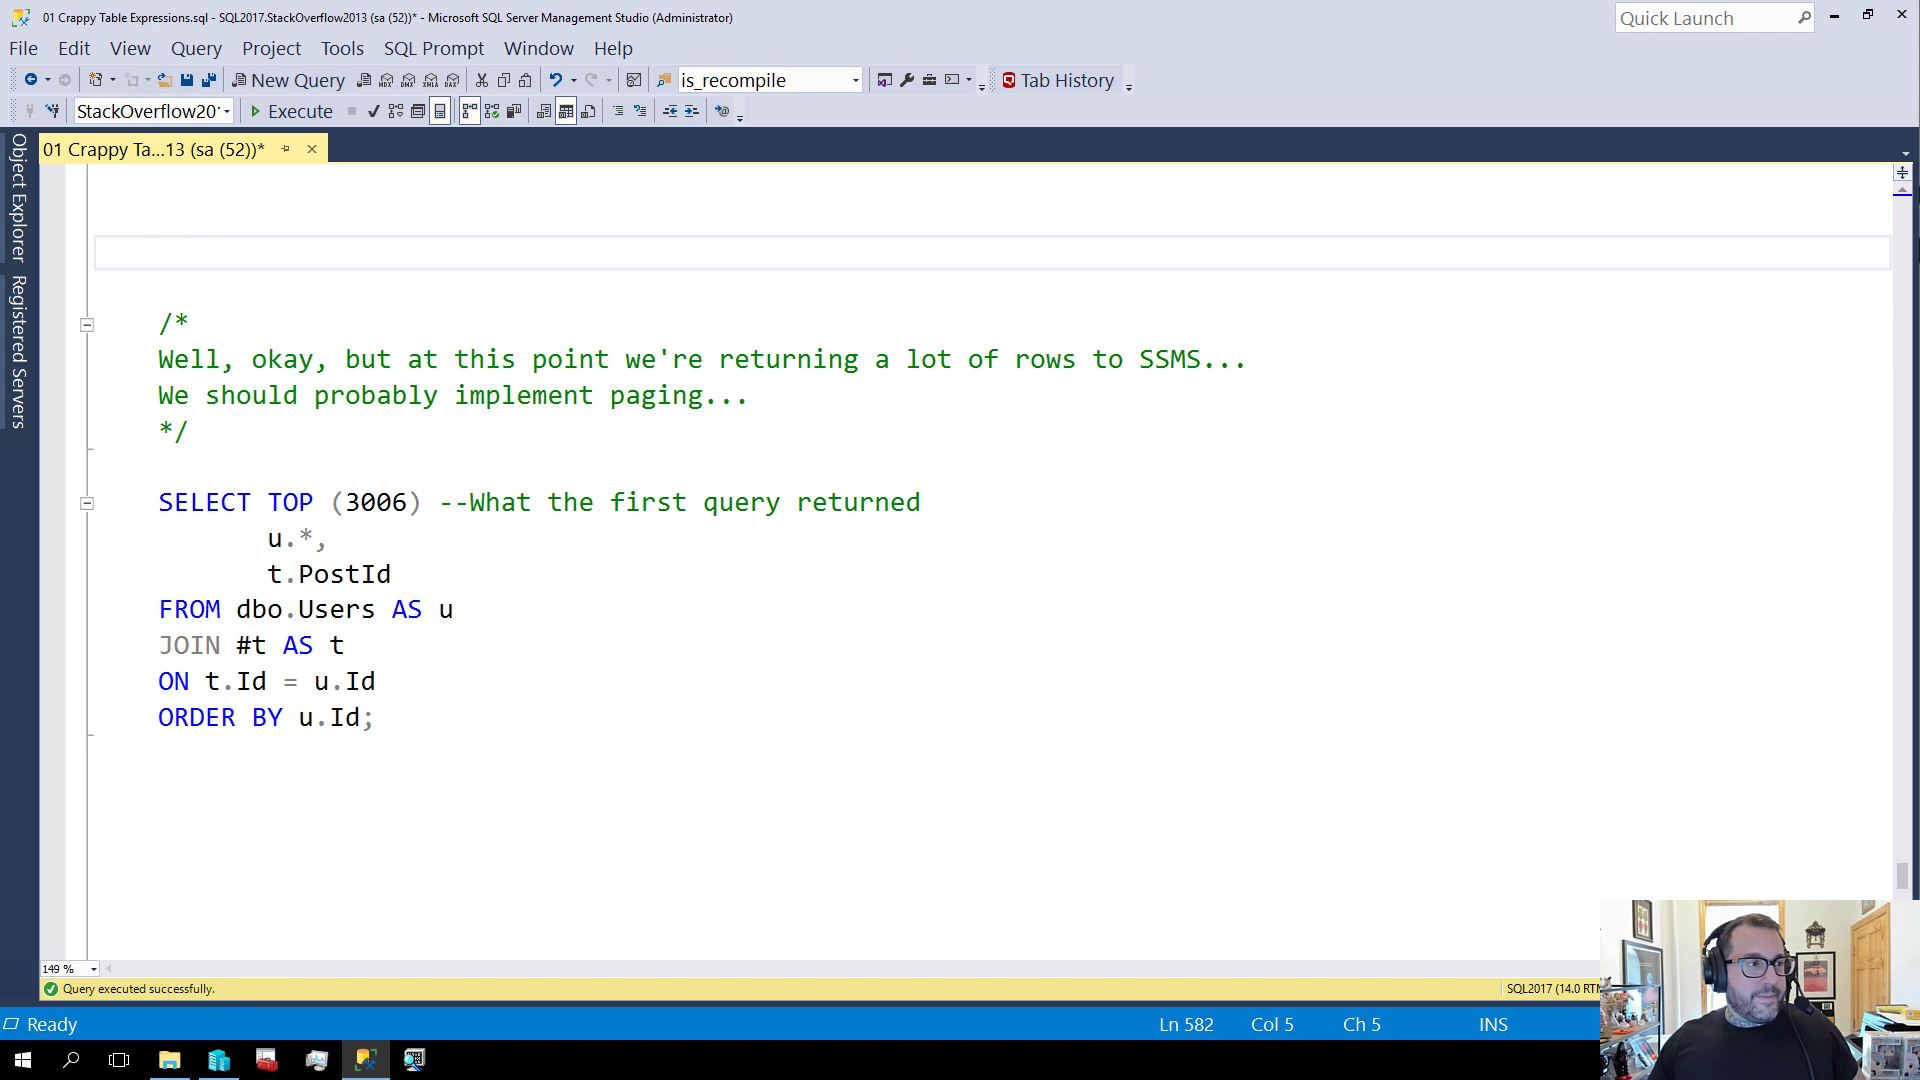 01 Crappy Table Expressions.sql - SQL2017.StackOverflow2013 (sa (52))* - Microsoft SQL Server Management Studio (Administrator)
Quick Launch
File Edit View Query Project Tools SQL Prompt Window Help
New Query
is_recompile
Tab History
StackOverflow20
Execute
01 Crappy Ta...13 (sa (52))*
Object Explorer
Registered Servers
/*
Well, okay, but at this point we're returning a lot of rows to SSMS...
We should probably implement paging...
*/
SELECT TOP (3006) --What the first query returned
u.*,
t.PostId
FROM dbo.Users AS u
JOIN #t AS t
ON t.Id = u.Id
ORDER BY u.Id;
149 %
Query executed successfully.
SQL2017 (14.0 RTM
Ready
Ln 582
Col 5
Ch 5
INS